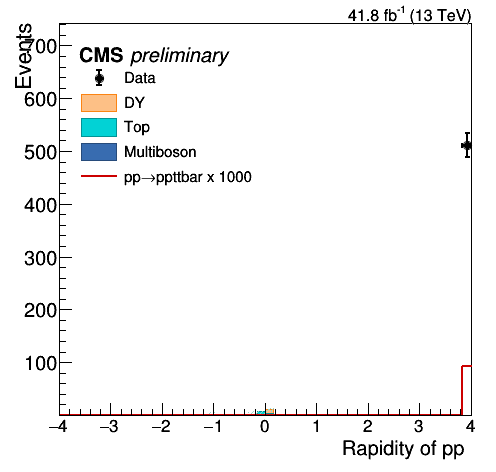 41.8 fb⁻¹ (13 TeV)
Events
CMS preliminary
Data
DY
Top
Multiboson
pp→ppttbar x 1000
700
600
500
400
300
200
100
−4 −3 −2 −1 0 1 2 3 4
Rapidity of pp